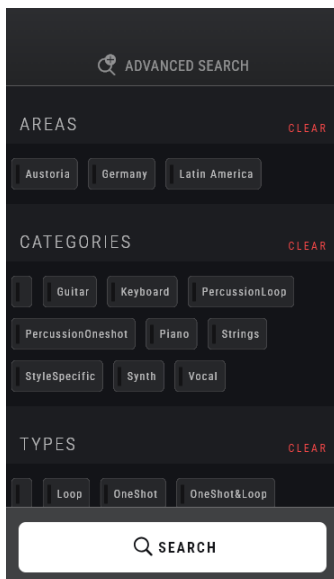 ADVANCED SEARCH
AREAS CLEAR
Austoria Germany Latin America
CATEGORIES CLEAR
Guitar Keyboard PercussionLoop
PercussionOneshot Piano Strings
StyleSpecific Synth Vocal
TYPES CLEAR
Loop OneShot OneShot&Loop
SEARCH